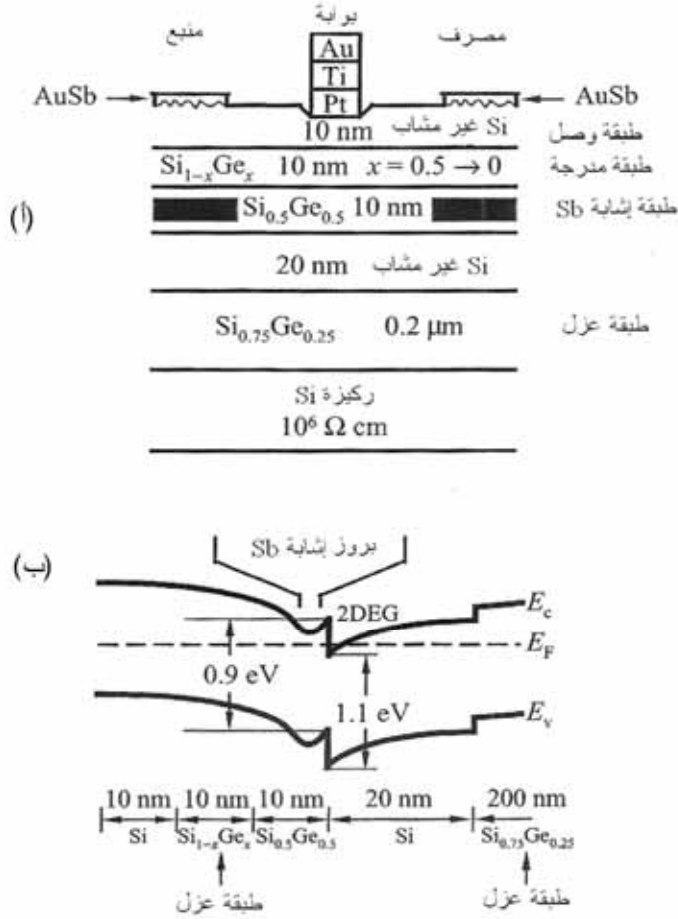 بوابة
منبع
مصرف
Au
Ti
Pt
AuSb
AuSb
10 nm Si غير مشاب
طبقة وصل
Si₁₋ₓGeₓ 10 nm x = 0.5 → 0
طبقة مدرجة
(أ)
Si₀.₅Ge₀.₅ 10 nm
طبقة إشابة Sb
20 nm Si غير مشاب
Si₀.₇₅Ge₀.₂₅ 0.2 μm
طبقة عزل
ركيزة Si
10⁶ Ω cm
(ب)
بروز إشابة Sb
2DEG
E_c
E_F
0.9 eV
1.1 eV
E_v
10 nm 10 nm 10 nm 20 nm 200 nm
Si Si₁₋ₓGeₓ Si₀.₅Ge₀.₅ Si Si₀.₇₅Ge₀.₂₅
طبقة عزل
طبقة عزل